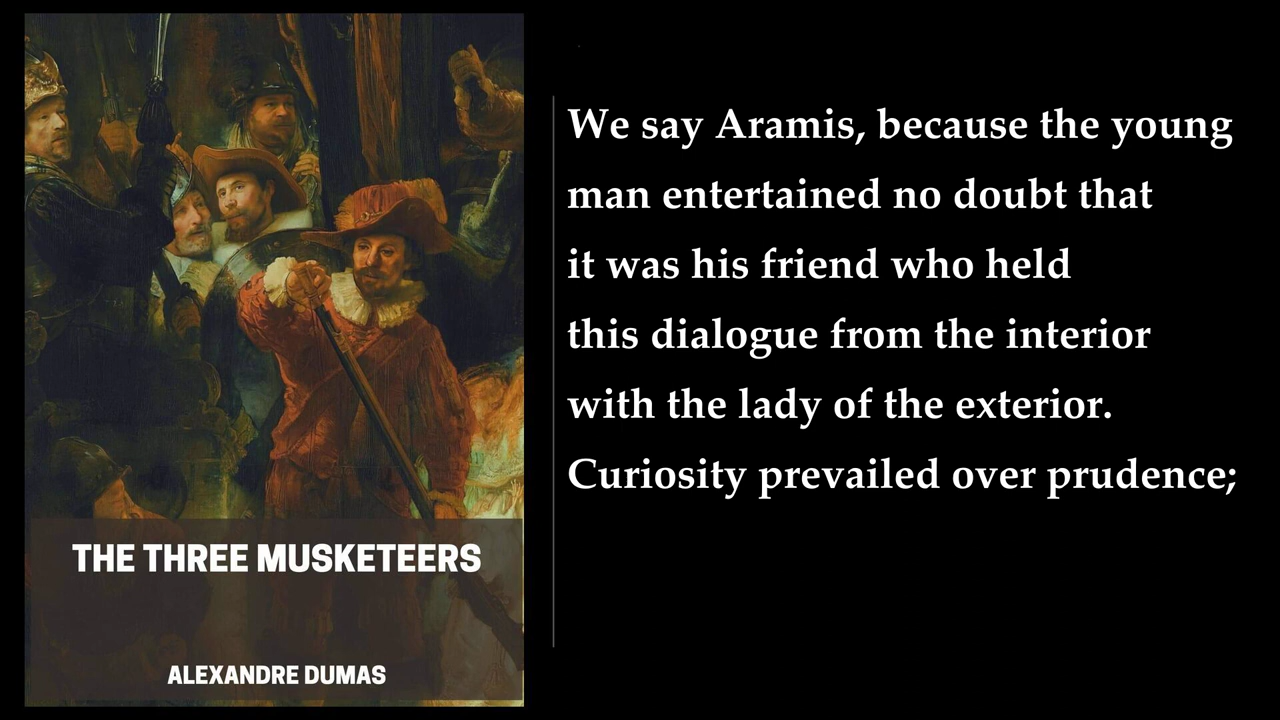 We say Aramis, because the young
man entertained no doubt that
it was his friend who held
this dialogue from the interior
with the lady of the exterior.
Curiosity prevailed over prudence;
THE THREE MUSKETEERS
ALEXANDRE DUMAS